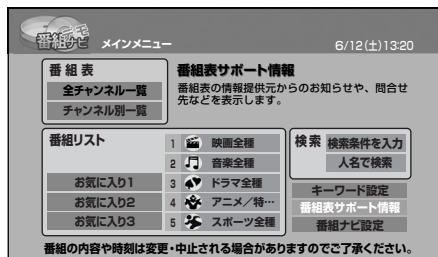 番組ナビ メインメニュー 6/12(土)13:20
番組表
全チャンネル一覧
チャンネル別一覧
番組表サポート情報
番組表の情報提供元からのお知らせや、問合せ
先などを表示します。
番組リスト
お気に入り1
お気に入り2
お気に入り3
1 映画全種
2 音楽全種
3 ドラマ全種
4 アニメ/特…
5 スポーツ全種
検索 検索条件を入力
人名で検索
キーワード設定
番組表サポート情報
番組ナビ設定
番組の内容や時刻は変更・中止される場合がありますのでご了承ください。